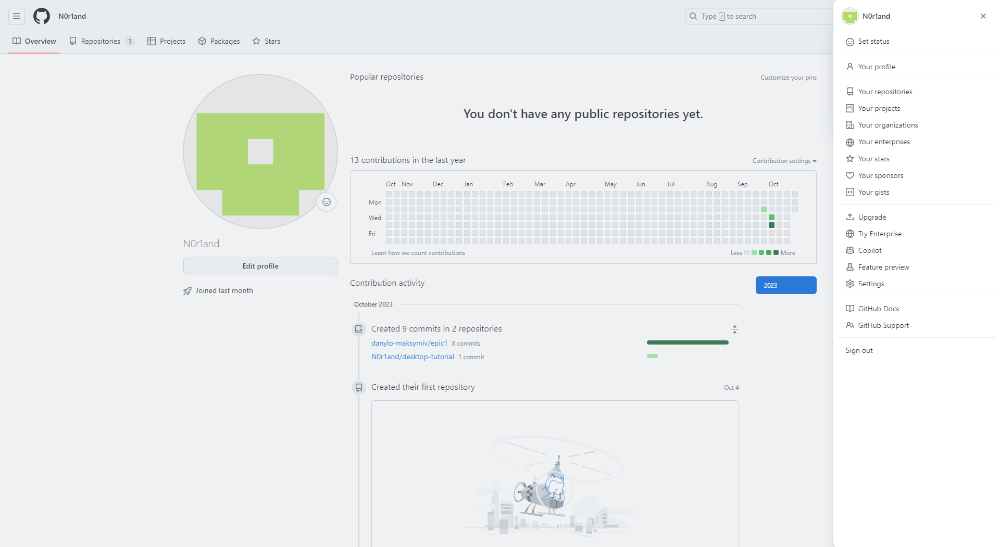 N0r1and
Type / to search
Overview
Repositories 1
Projects
Packages
Stars
Popular repositories
Customize your pins
You don't have any public repositories yet.
13 contributions in the last year
Contribution settings
Oct Nov Dec Jan Feb Mar Apr May Jun Jul Aug Sep Oct
Mon
Wed
Fri
Learn how we count contributions
Less More
N0r1and
Edit profile
Joined last month
Contribution activity
2023
October 2023
Created 9 commits in 2 repositories
danylo-maksymiv/epic1 8 commits
N0r1and/desktop-tutorial 1 commit
Created their first repository
Oct 4
N0r1and
Set status
Your profile
Your repositories
Your projects
Your organizations
Your enterprises
Your stars
Your sponsors
Your gists
Upgrade
Try Enterprise
Copilot
Feature preview
Settings
GitHub Docs
GitHub Support
Sign out